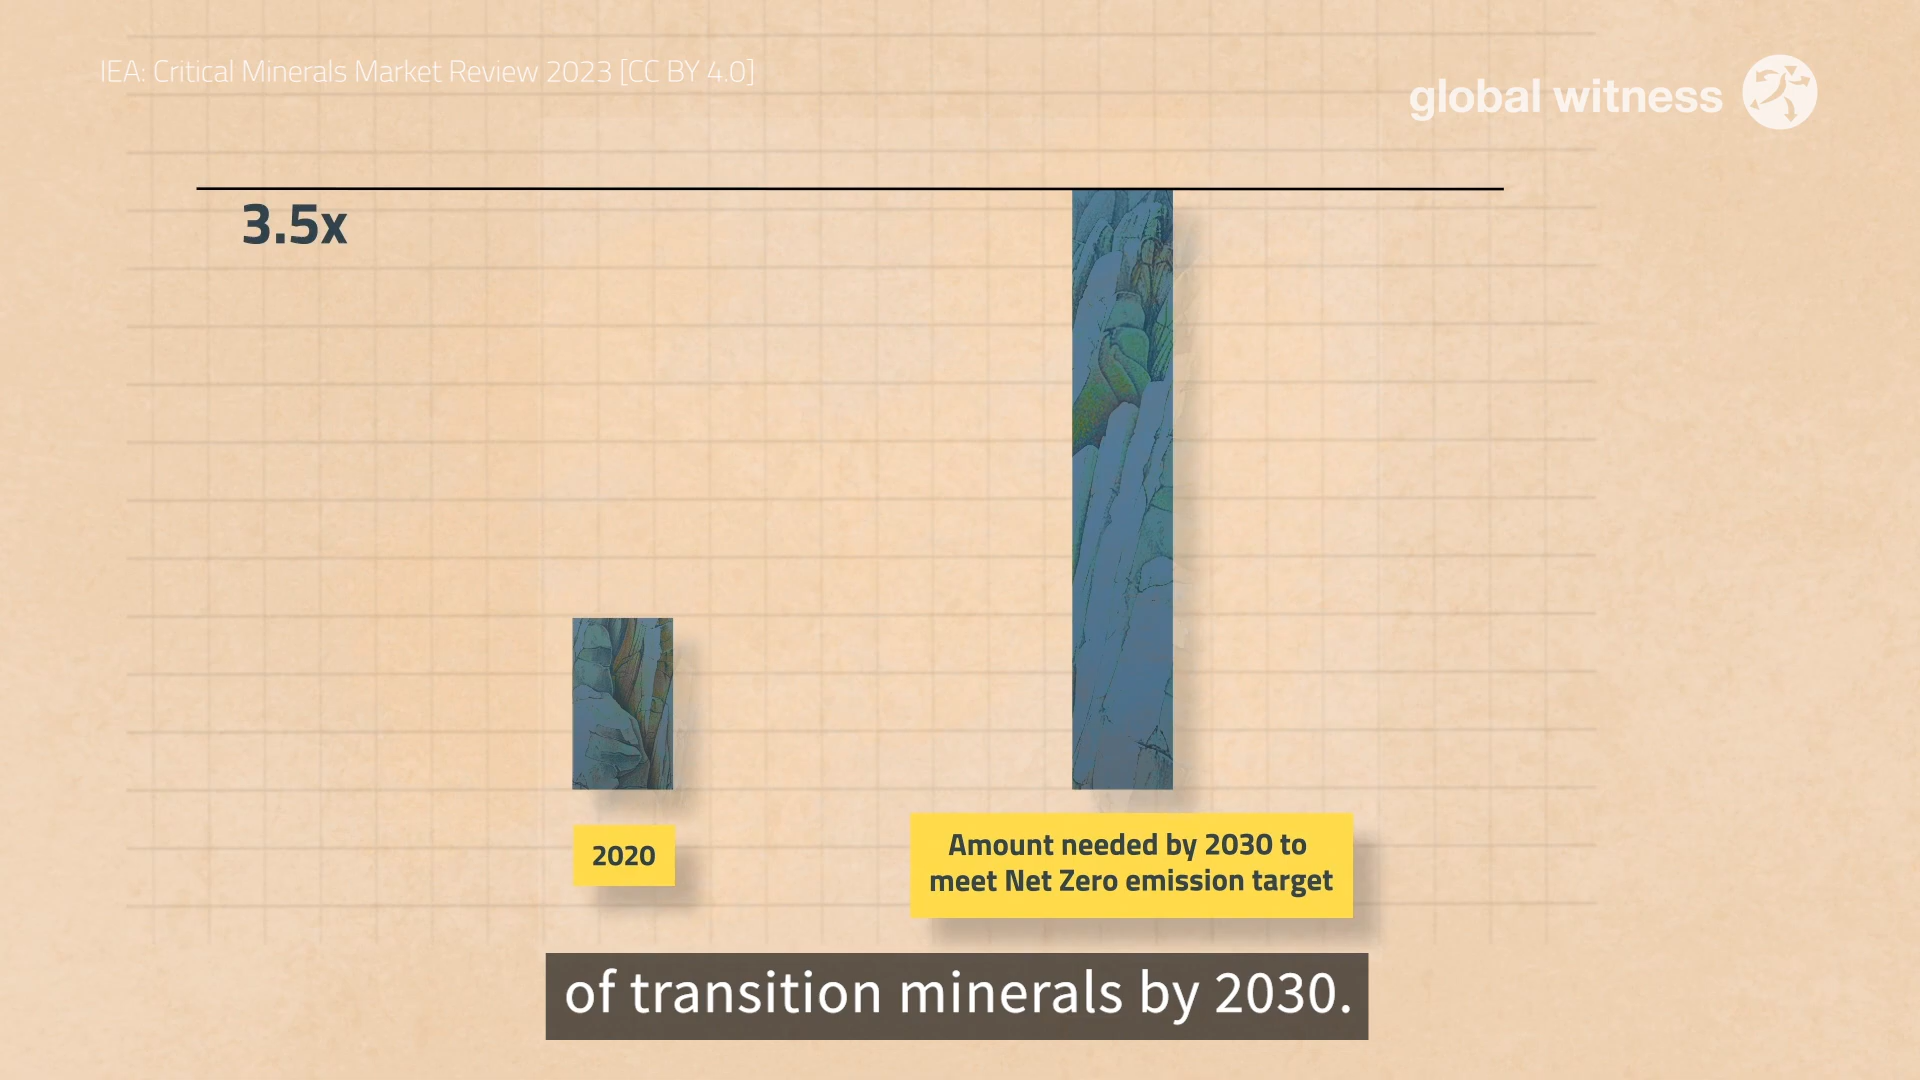 IEA: Critical Minerals Market Review 2023 [CC BY 4.0]
global witness
3.5x
2020
Amount needed by 2030 to
meet Net Zero emission target
of transition minerals by 2030.